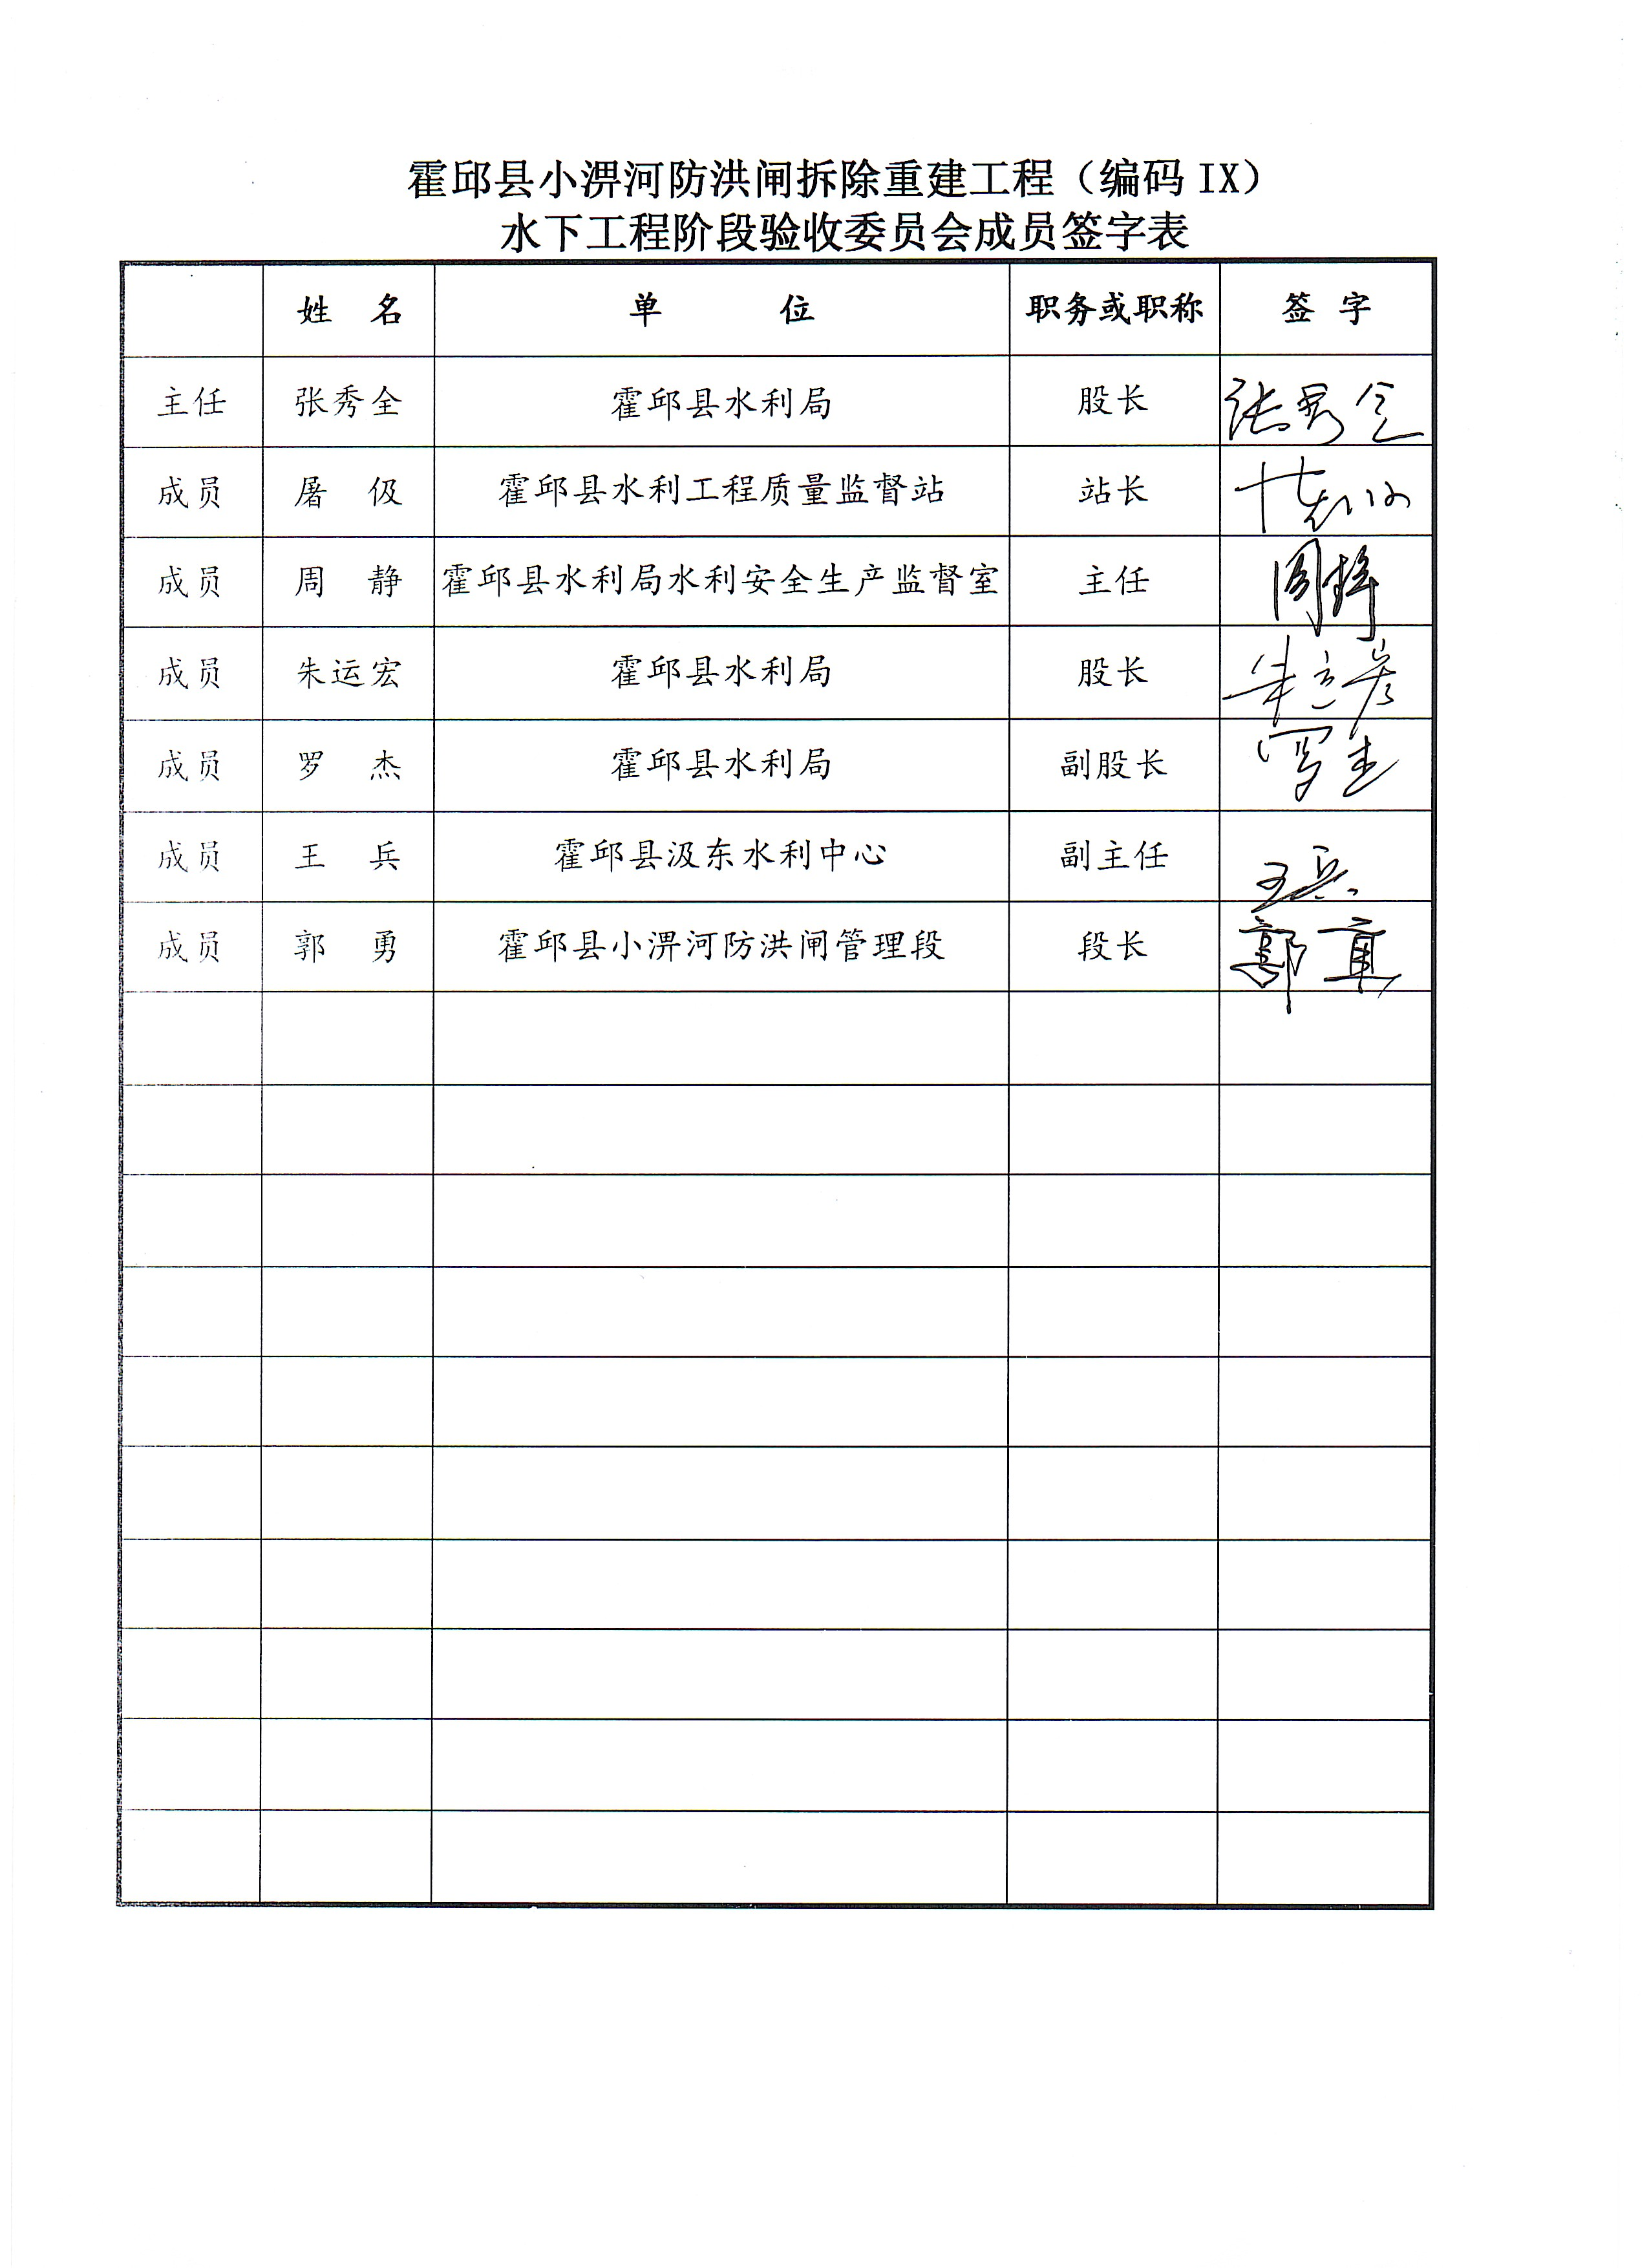 霍邱县小淠河防洪闸拆除重建工程（编码 IX）
水下工程阶段验收委员会成员签字表
姓 名 单 位 职务或职称 签 字
主任 张秀全 霍邱县水利局 股长 张秀全
成员 屠 伋 霍邱县水利工程质量监督站 站长
成员 周 静 霍邱县水利局水利安全生产监督室 主任 周静
成员 朱运宏 霍邱县水利局 股长
成员 罗 杰 霍邱县水利局 副股长 罗杰
成员 王 兵 霍邱县汲东水利中心 副主任 王兵
成员 郭 勇 霍邱县小淠河防洪闸管理段 段长 郭勇